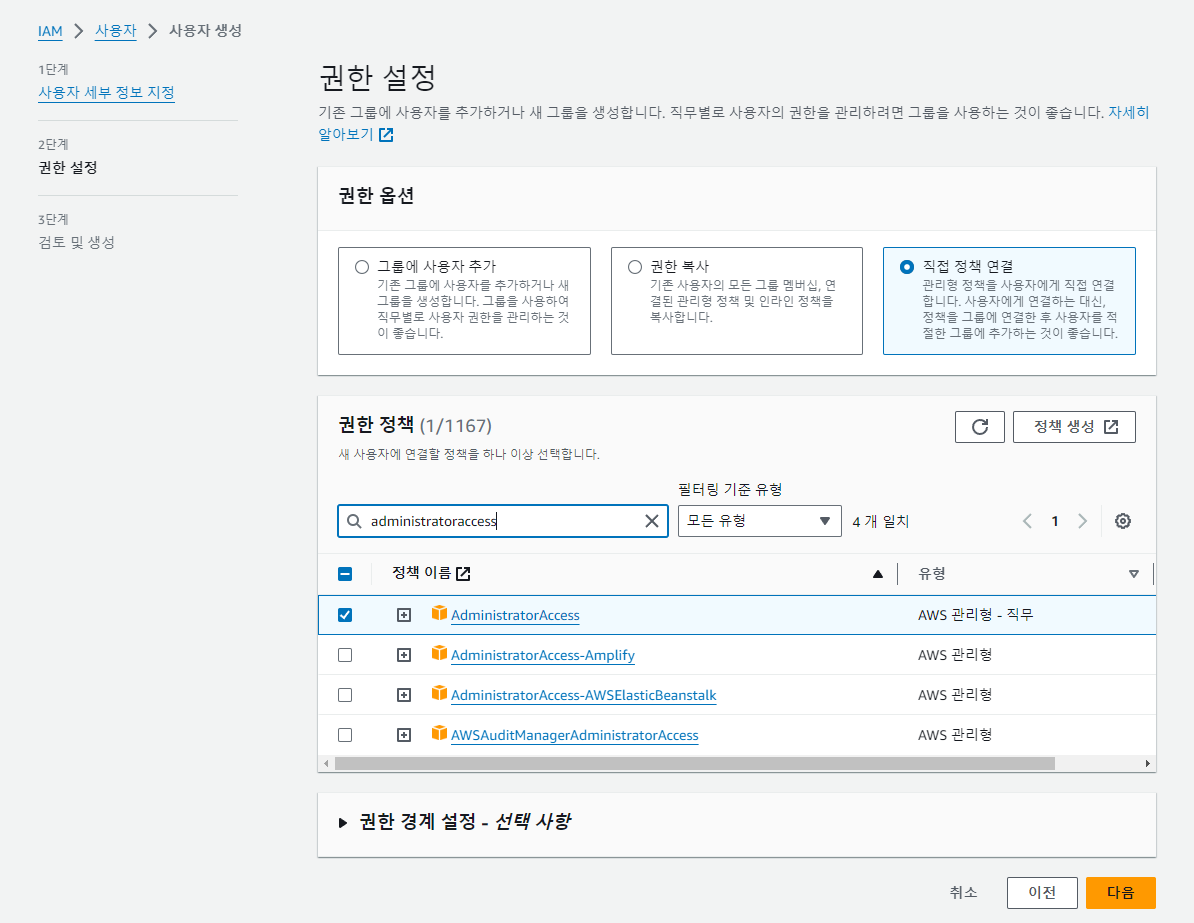 IAM > 사용자 > 사용자 생성
1단계
사용자 세부 정보 지정
2단계
권한 설정
3단계
검토 및 생성
권한 설정
기존 그룹에 사용자를 추가하거나 새 그룹을 생성합니다. 직무별로 사용자의 권한을 관리하려면 그룹을 사용하는 것이 좋습니다. 자세히
알아보기
권한 옵션
그룹에 사용자 추가
기존 그룹에 사용자를 추가하거나 새
그룹을 생성합니다. 그룹을 사용하여
직무별로 사용자 권한을 관리하는 것
이 좋습니다.
권한 복사
기존 사용자의 모든 그룹 멤버십, 연
결된 관리형 정책 및 인라인 정책을
복사합니다.
직접 정책 연결
관리형 정책을 사용자에게 직접 연결
합니다. 사용자에게 연결하는 대신,
정책을 그룹에 연결한 후 사용자를 적
절한 그룹에 추가하는 것이 좋습니다.
권한 정책 (1/1167)
정책 생성
새 사용자에 연결할 정책을 하나 이상 선택합니다.
필터링 기준 유형
administratoraccess
모든 유형
4 개 일치
1
정책 이름
유형
AdministratorAccess
AWS 관리형 - 직무
AdministratorAccess-Amplify
AWS 관리형
AdministratorAccess-AWSElasticBeanstalk
AWS 관리형
AWSAuditManagerAdministratorAccess
AWS 관리형
권한 경계 설정 - 선택 사항
취소
이전
다음